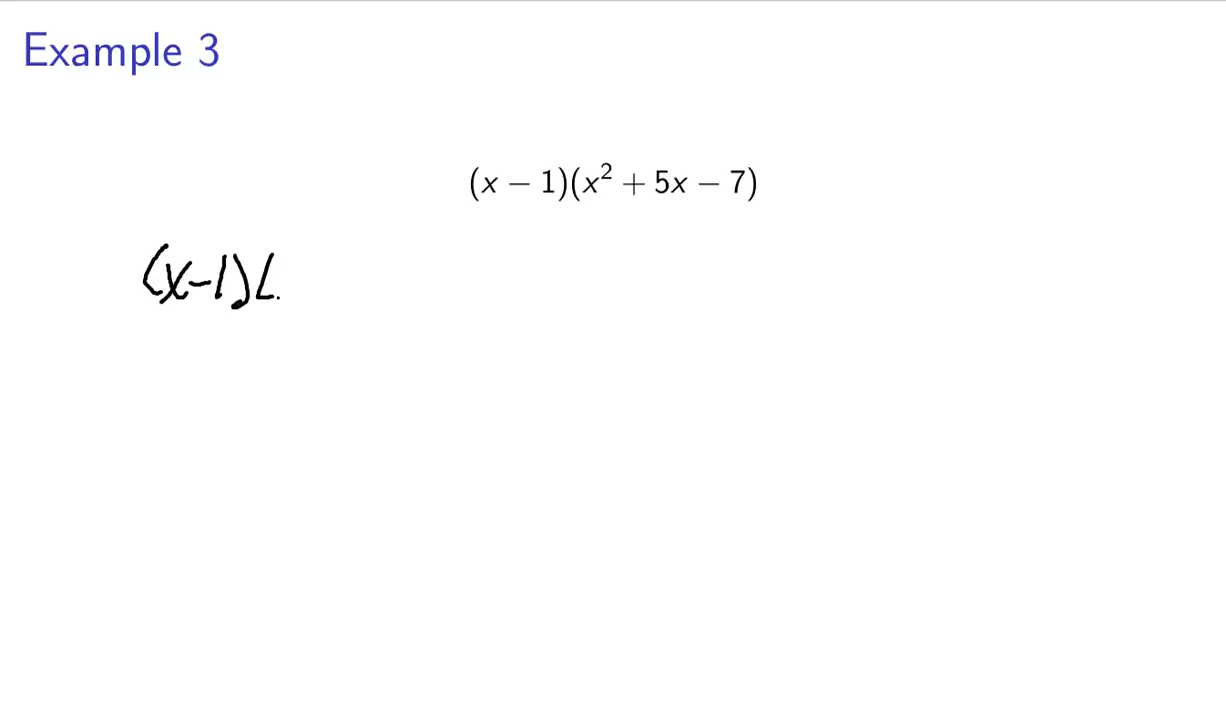 Example 3
(x − 1)(x² + 5x − 7)
(x-1)(